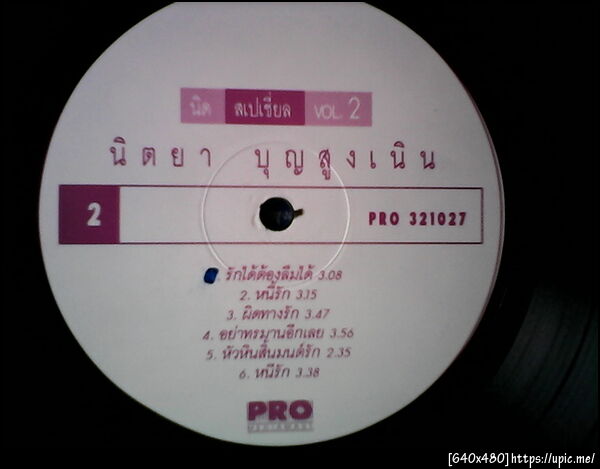 นิด สเปเชี่ยล VOL. 2
นิตยา บุญสูงเนิน
2 PRO 321027
. รักได้ต้องลืมได้ 3.08
2. หนี้รัก 3.15
3. ผิดทางรัก 3.47
4. อย่าทรมานอีกเลย 3.56
5. หัวหินสิ้นมนต์รัก 2.35
6. หนีรัก 3.38
PRO
[640x480]https://upic.me/